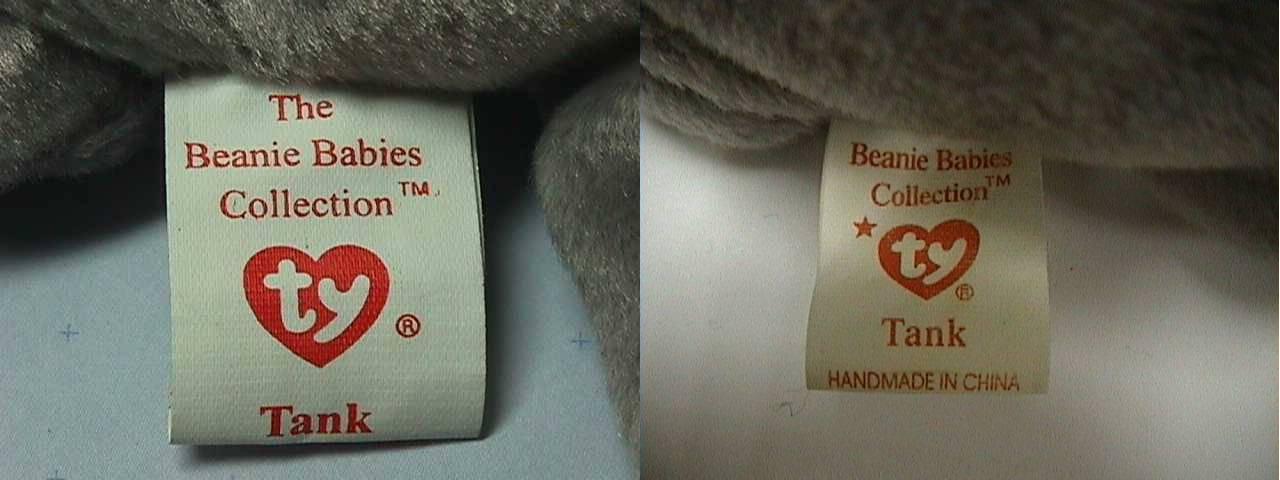 The
Beanie Babies
Collection™
ty®
Tank
Beanie Babies
Collection™
ty®
Tank
HANDMADE IN CHINA